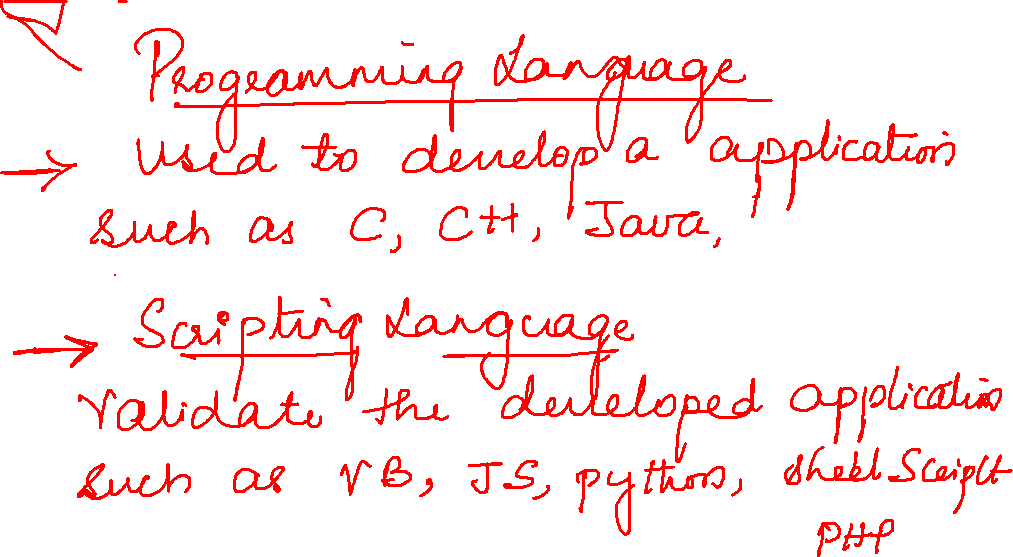 Programming Language
→ Used to develop a application
such as C, C++, Java,
→ Scripting Language
Validate the developed application
such as VB, JS, python, shell Script
PHP